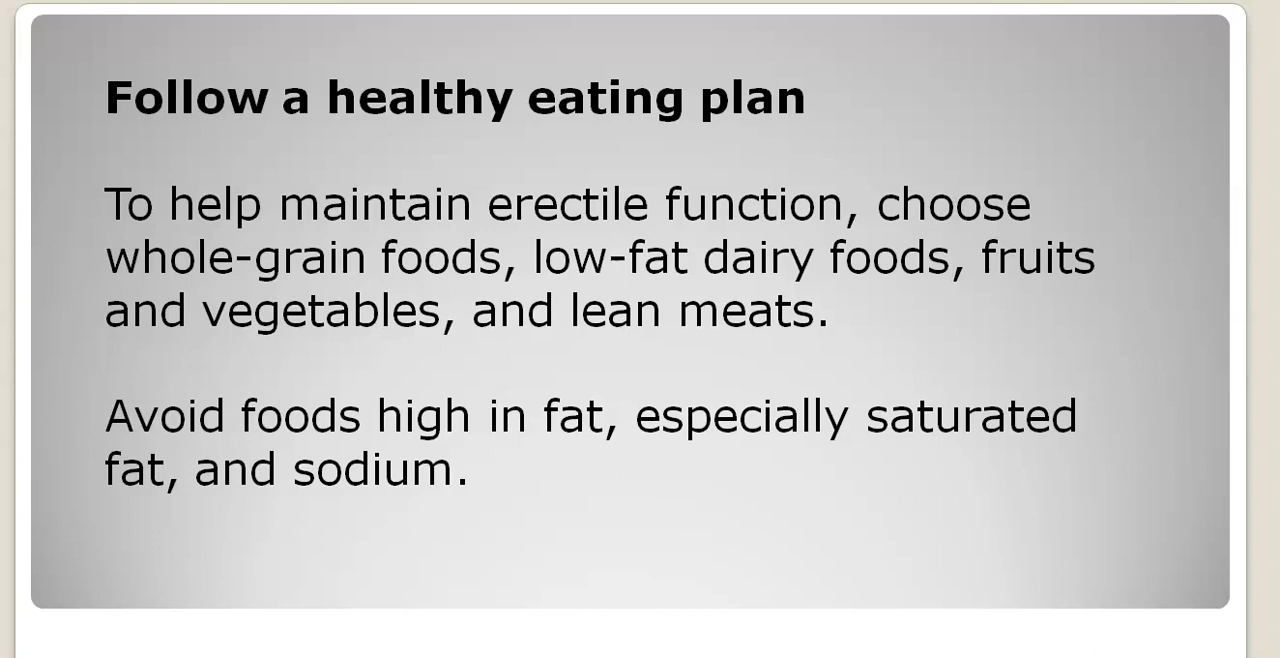 Follow a healthy eating plan
To help maintain erectile function, choose
whole-grain foods, low-fat dairy foods, fruits
and vegetables, and lean meats.
Avoid foods high in fat, especially saturated
fat, and sodium.